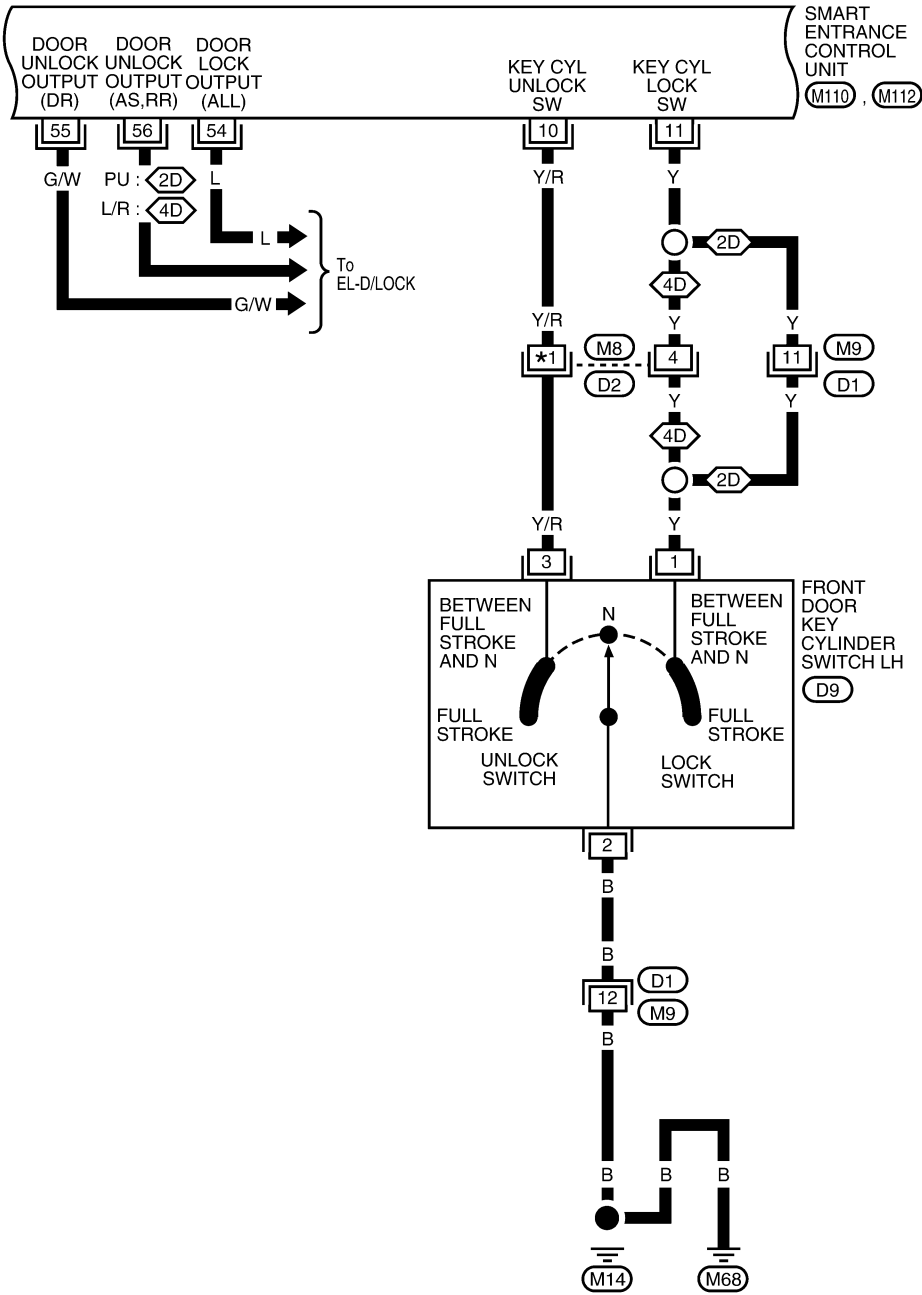 SMART
ENTRANCE
CONTROL
UNIT
M110 , M112
DOOR
UNLOCK
OUTPUT
(DR)
DOOR
UNLOCK
OUTPUT
(AS,RR)
DOOR
LOCK
OUTPUT
(ALL)
KEY CYL
UNLOCK
SW
KEY CYL
LOCK
SW
55
56
54
10
11
G/W
PU : 2D
L/R : 4D
L
Y/R
Y
L
G/W
To
EL-D/LOCK
2D
4D
Y/R
Y
Y
*1
M8
D2
4
11
M9
D1
Y
Y
4D
2D
Y/R
Y
3
1
FRONT
DOOR
KEY
CYLINDER
SWITCH LH
D9
BETWEEN
FULL
STROKE
AND N
N
BETWEEN
FULL
STROKE
AND N
FULL
STROKE
FULL
STROKE
UNLOCK
SWITCH
LOCK
SWITCH
2
B
B
12
D1
M9
B
B
B
B
M14
M68